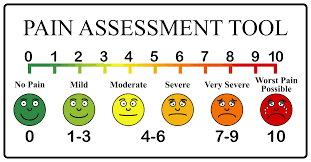 PAIN ASSESSMENT TOOL
0 1 2 3 4 5 6 7 8 9 10
No Pain Mild Moderate Severe Very Severe Worst Pain
Possible
0 1-3 4-6 7-9 10